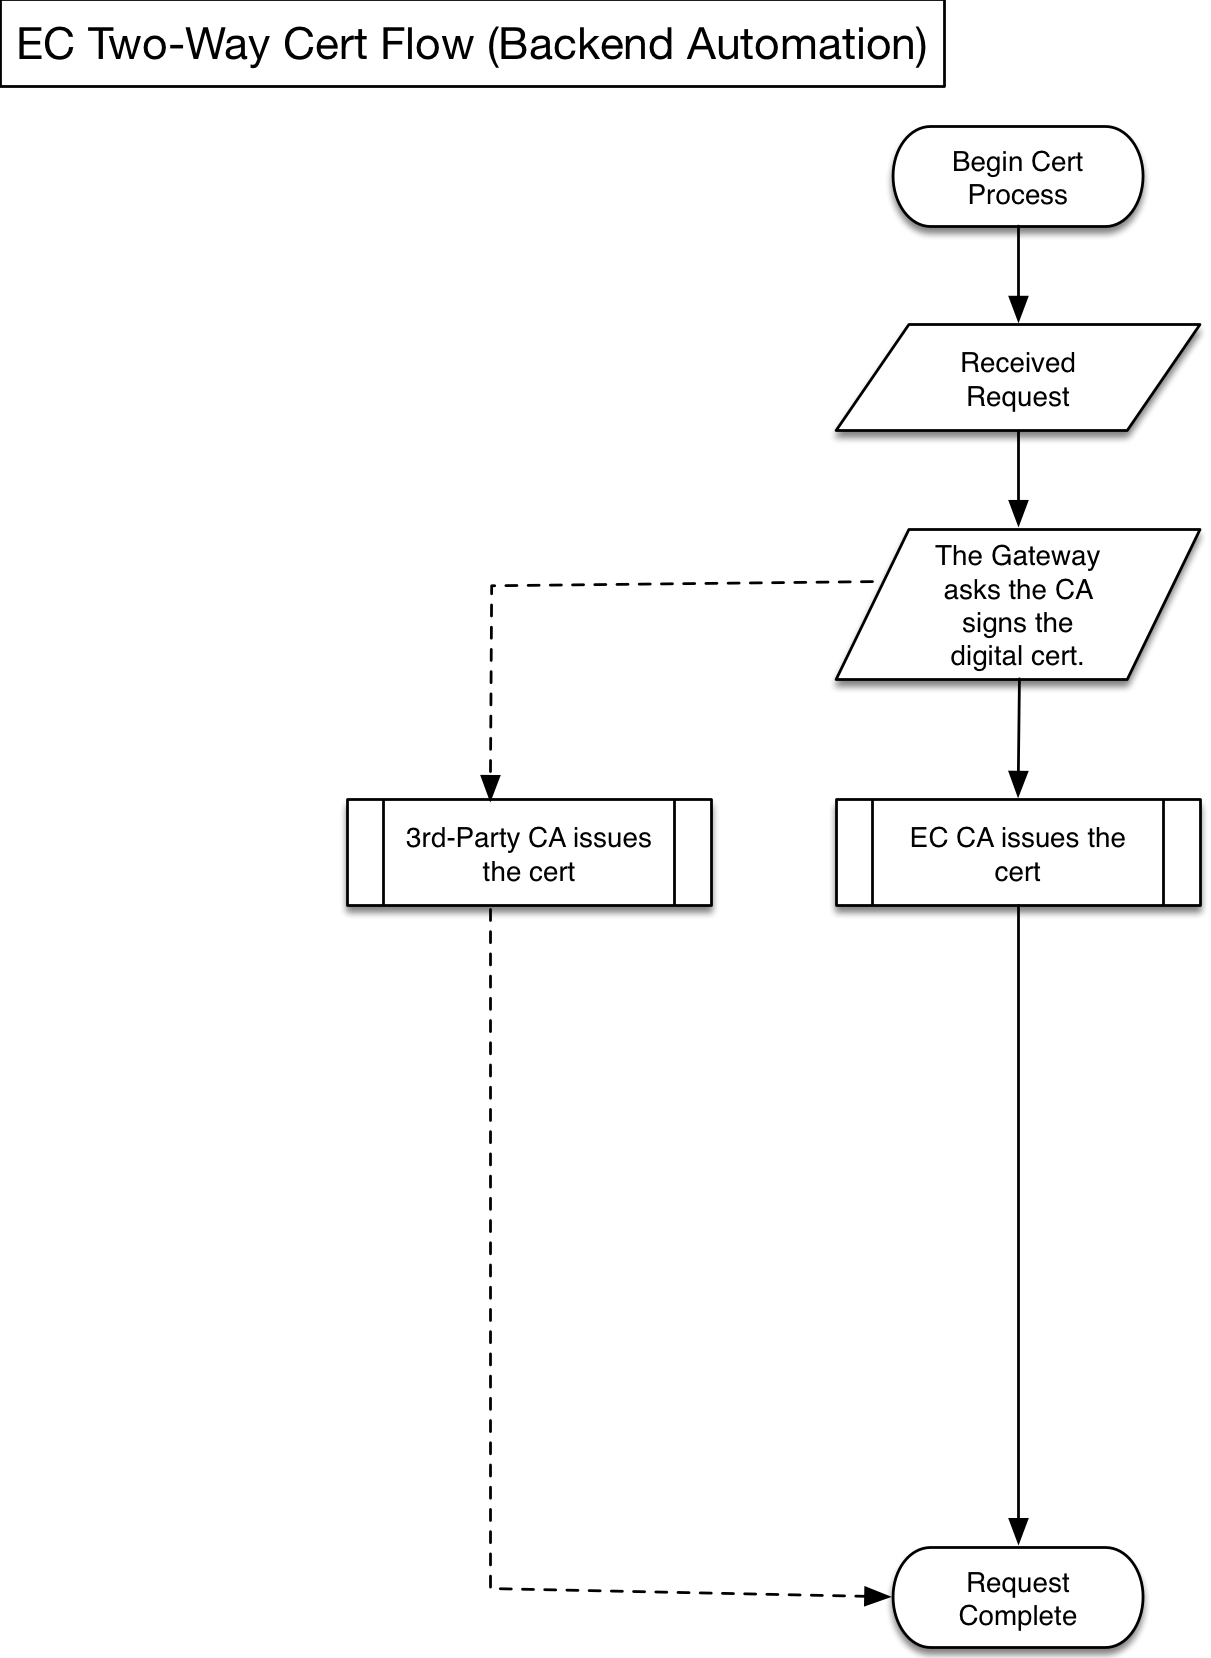 EC Two-Way Cert Flow (Backend Automation)
Begin Cert
Process
Received
Request
The Gateway
asks the CA
signs the
digital cert.
3rd-Party CA issues
the cert
EC CA issues the
cert
Request
Complete